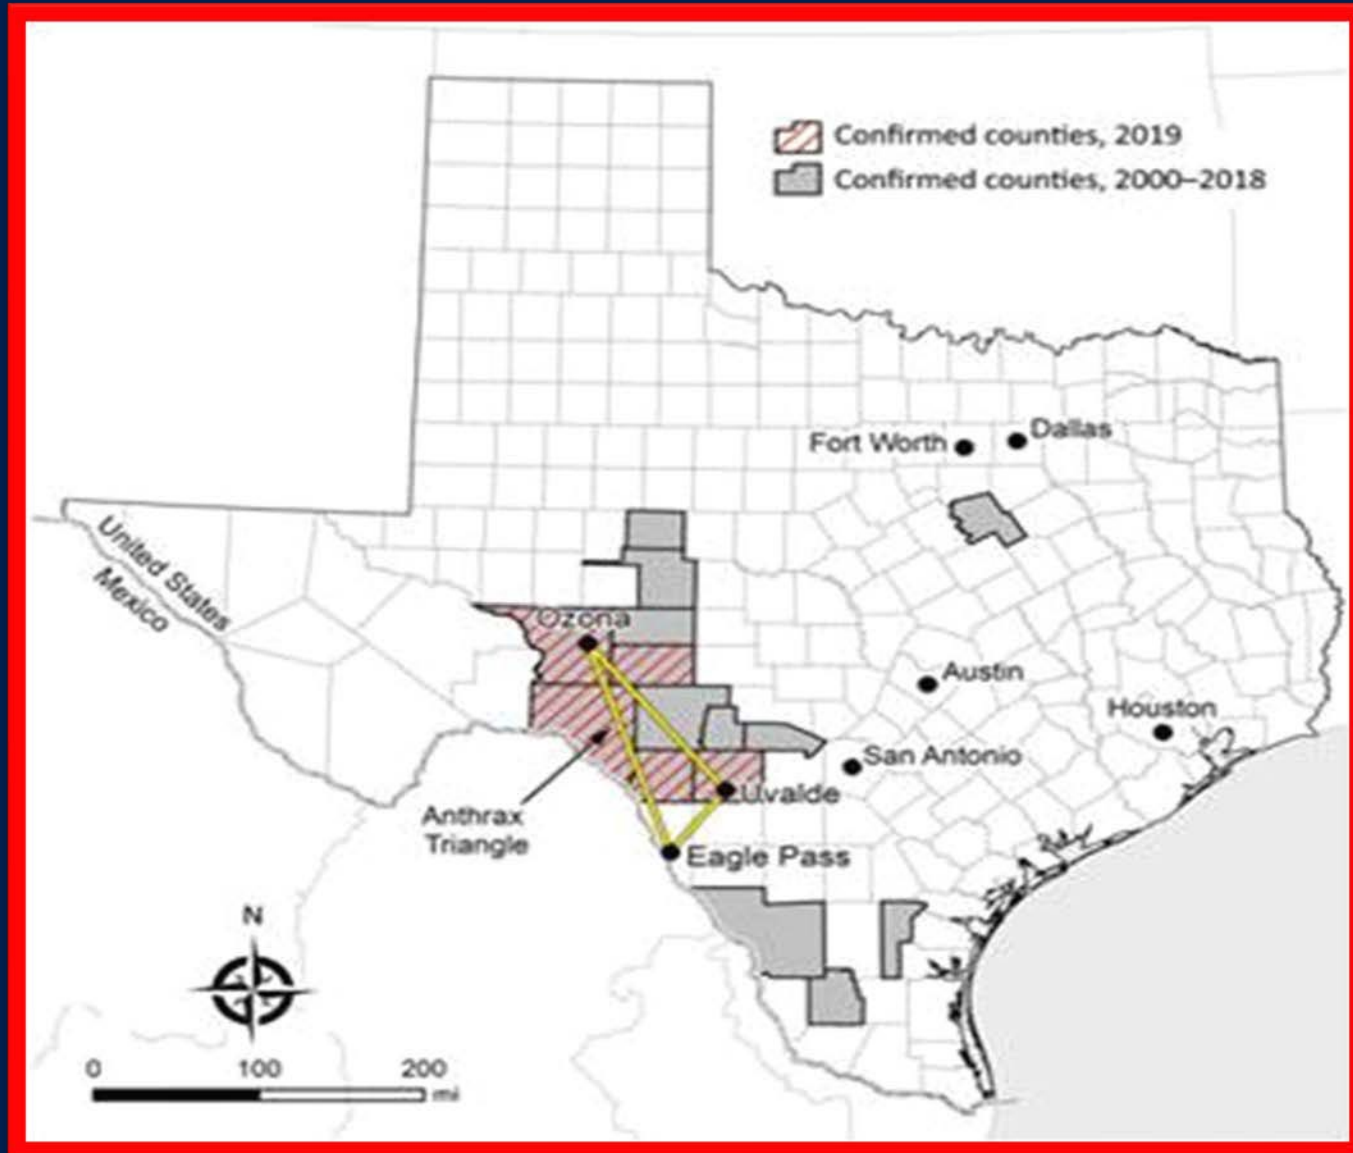 Confirmed counties, 2019
Confirmed counties, 2000–2018
Fort Worth
Dallas
United States
Mexico
Ozona
Austin
Houston
San Antonio
Uvalde
Anthrax
Triangle
Eagle Pass
N
0 100 200
mi